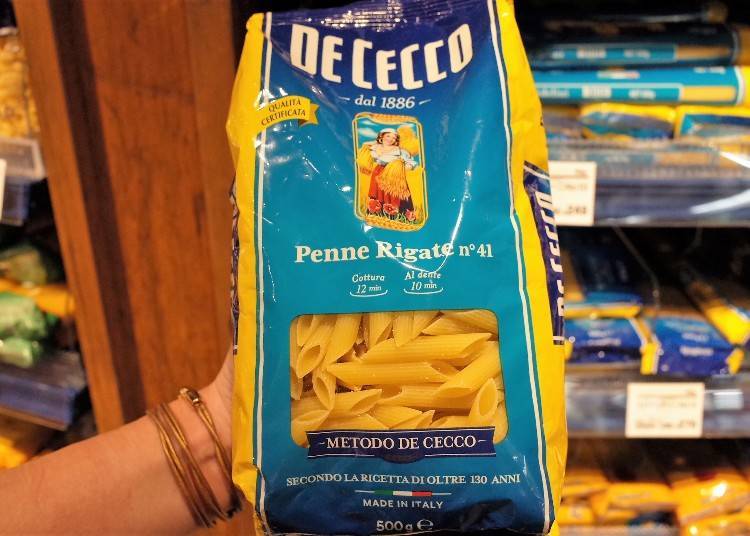 DE CECCO
dal 1886
QUALITÀ
CERTIFICATA
Penne Rigate n°41
Cottura
12 min
Al dente
10 min
METODO DE CECCO
SECONDO LA RICETTA DI OLTRE 130 ANNI
MADE IN ITALY
500g e